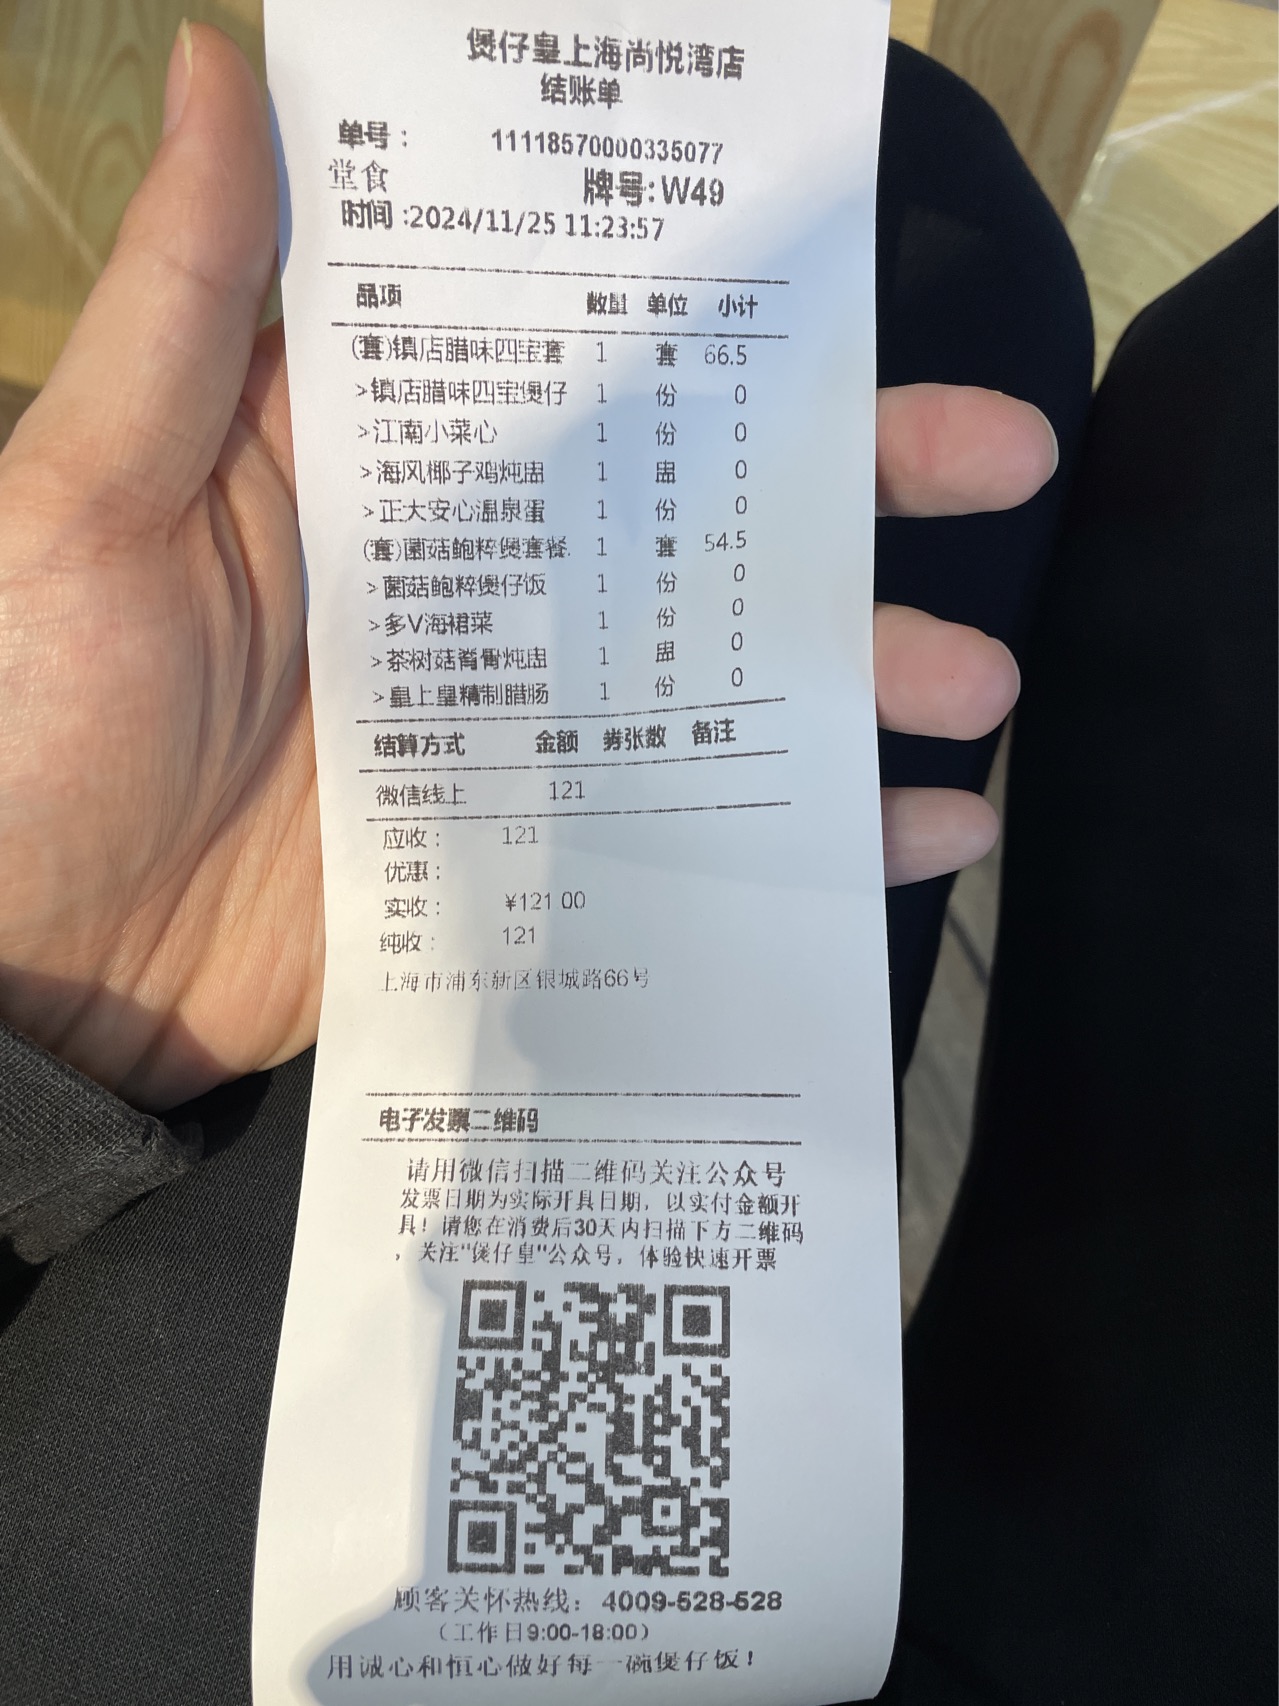 煲仔皇上海尚悦湾店
结账单
单号： 11118570000335077
堂食 牌号:W49
时间 :2024/11/25 11:23:57
品项 数量 单位 小计
(套)镇店腊味四宝套 1 套 66.5
>镇店腊味四宝煲仔 1 份 0
>江南小菜心 1 份 0
>海风椰子鸡炖盅 1 盅 0
>正大安心温泉蛋 1 份 0
(套)菌菇鲍粹煲套餐. 1 套 54.5
>菌菇鲍粹煲仔饭 1 份 0
>多V海裙菜 1 份 0
>茶树菇脊骨炖盅 1 盅 0
>皇上皇精制腊肠 1 份 0
结算方式 金额 券张数 备注
微信线上 121
应收： 121
优惠：
实收： ¥121.00
纯收： 121
上海市浦东新区银城路66号
电子发票二维码
请用微信扫描二维码关注公众号
发票日期为实际开具日期，以实付金额开
具！请您在消费后30天内扫描下方二维码
，关注"煲仔皇"公众号，体验快速开票
顾客关怀热线：4009-528-528
（工作日9:00-18:00）
用诚心和恒心做好每一碗煲仔饭！